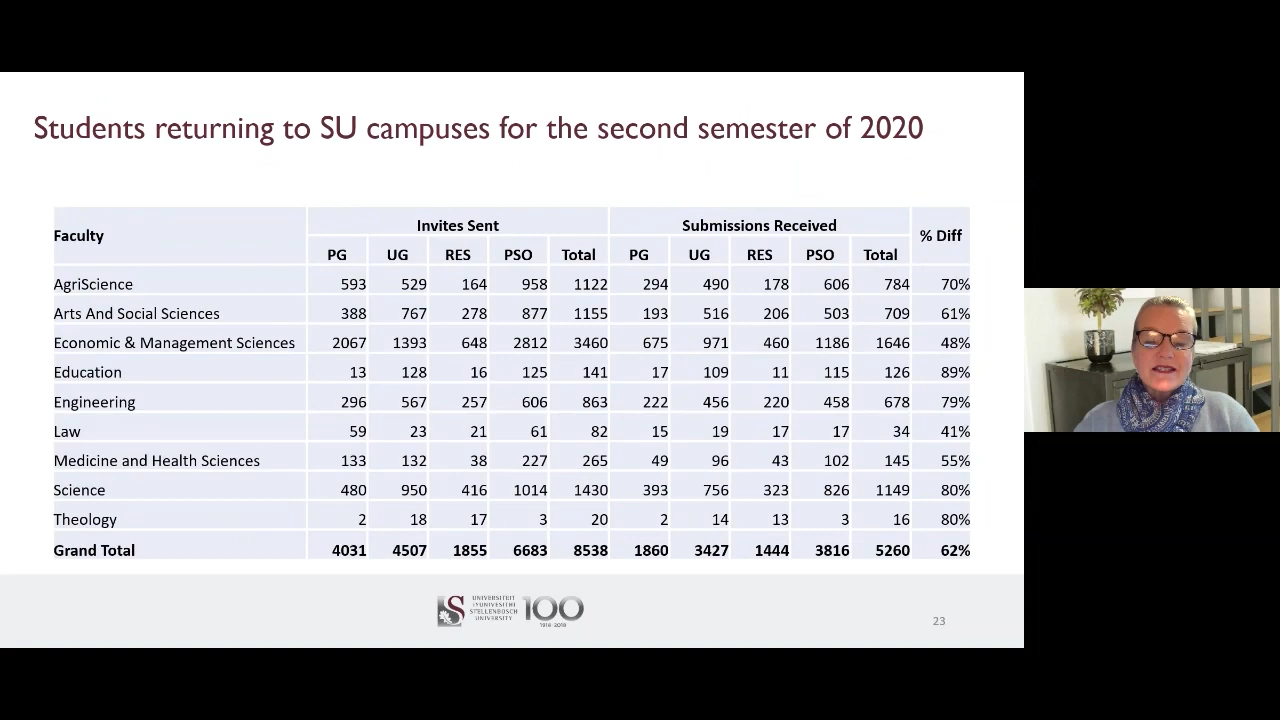 Students returning to SU campuses for the second semester of 2020
Faculty Invites Sent Submissions Received % Diff
PG UG RES PSO Total PG UG RES PSO Total
AgriScience 593 529 164 958 1122 294 490 178 606 784 70%
Arts And Social Sciences 388 767 278 877 1155 193 516 206 503 709 61%
Economic & Management Sciences 2067 1393 648 2812 3460 675 971 460 1186 1646 48%
Education 13 128 16 125 141 17 109 11 115 126 89%
Engineering 296 567 257 606 863 222 456 220 458 678 79%
Law 59 23 21 61 82 15 19 17 17 34 41%
Medicine and Health Sciences 133 132 38 227 265 49 96 43 102 145 55%
Science 480 950 416 1014 1430 393 756 323 826 1149 80%
Theology 2 18 17 3 20 2 14 13 3 16 80%
Grand Total 4031 4507 1855 6683 8538 1860 3427 1444 3816 5260 62%
UNIVERSITEIT
iYUNIVESITHI
STELLENBOSCH
UNIVERSITY
100
1918·2018
23